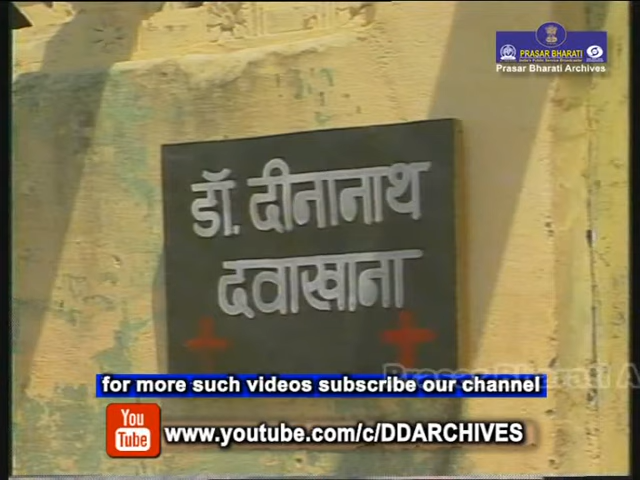 PRASAR BHARATI
Prasar Bharati Archives
डॉ. दीनानाथ
दवाखाना
for more such videos subscribe our channel
You
Tube
www.youtube.com/c/DDARCHIVES